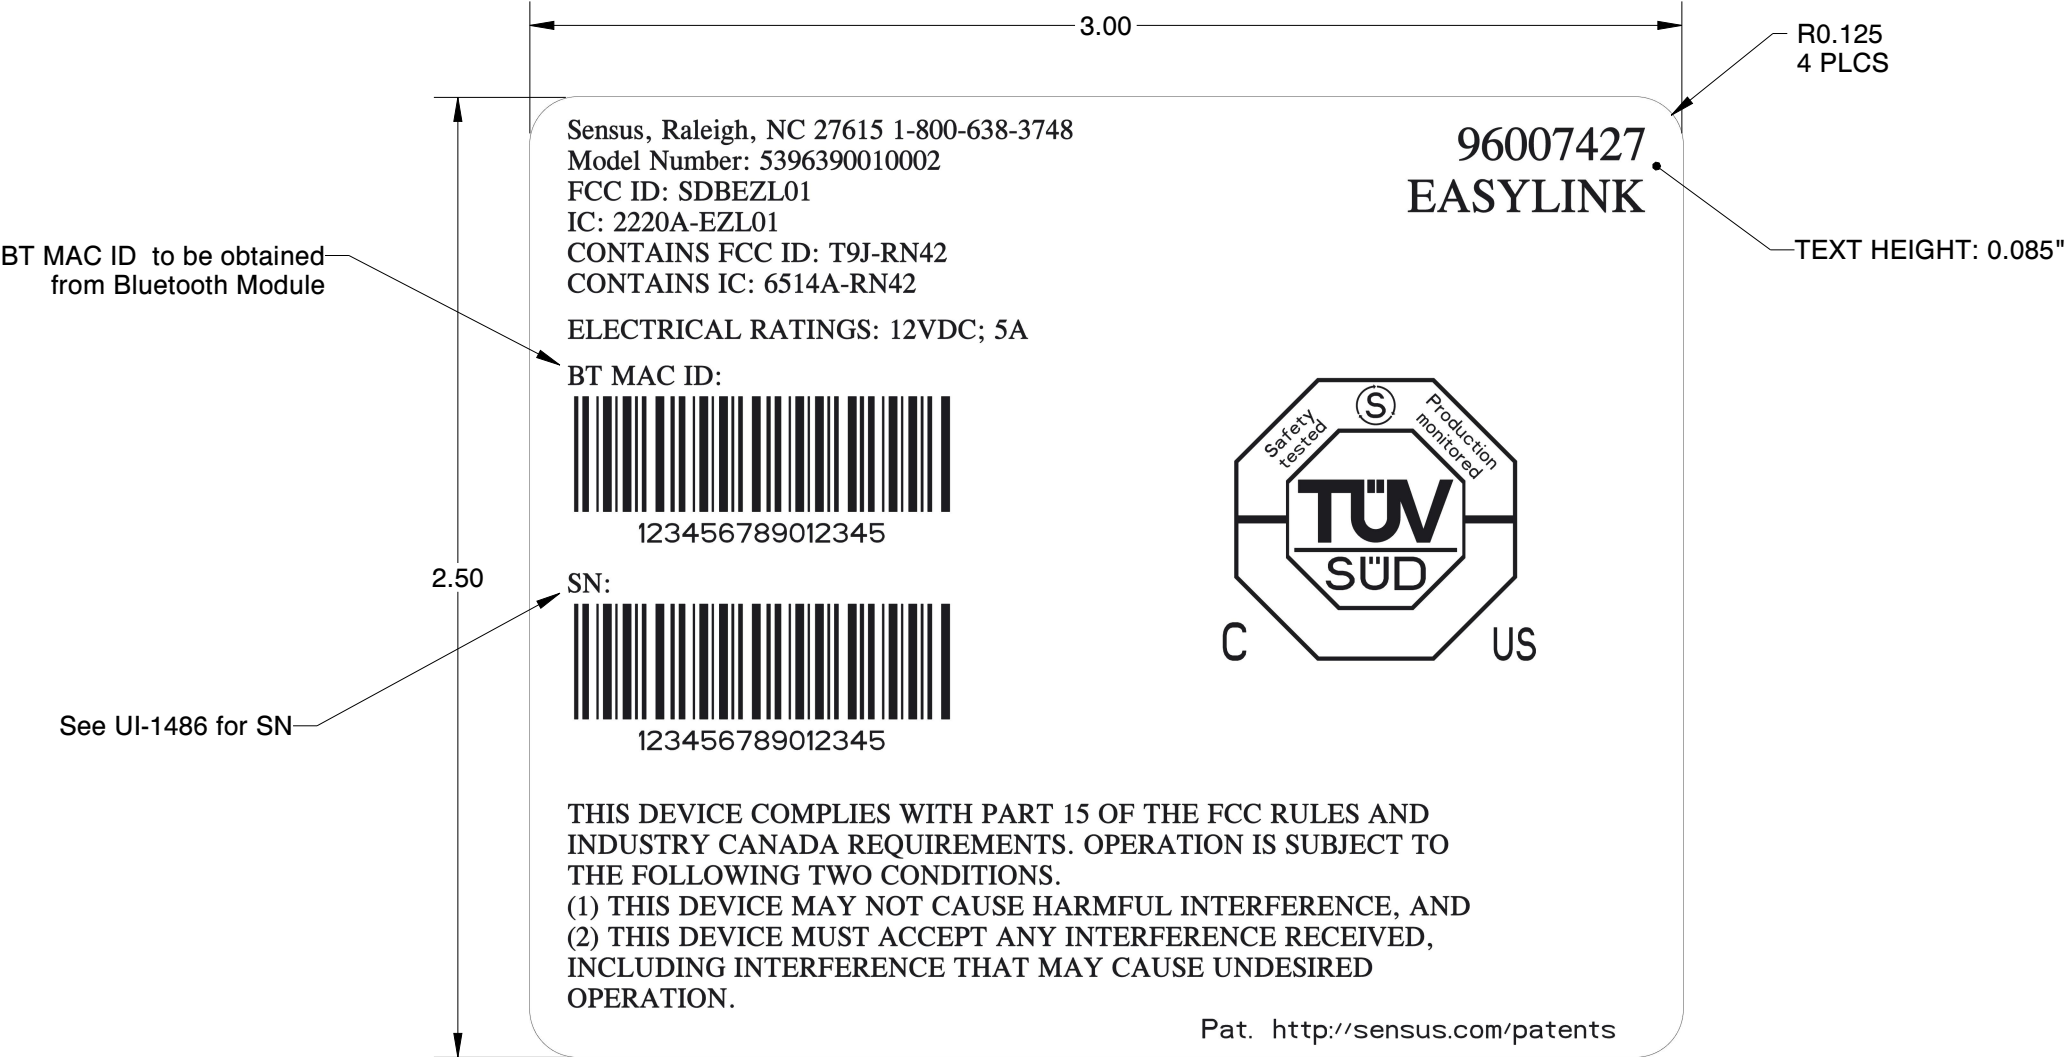 3.00
R0.125
4 PLCS
Sensus, Raleigh, NC 27615 1-800-638-3748
Model Number: 5396390010002
FCC ID: SDBEZL01
IC: 2220A-EZL01
CONTAINS FCC ID: T9J-RN42
CONTAINS IC: 6514A-RN42
96007427
EASYLINK
TEXT HEIGHT: 0.085"
BT MAC ID  to be obtained
from Bluetooth Module
ELECTRICAL RATINGS: 12VDC; 5A
BT MAC ID:
123456789012345
2.50
SN:
123456789012345
See UI-1486 for SN
S
Safety
tested
Production
monitored
TÜV
SÜD
C
US
THIS DEVICE COMPLIES WITH PART 15 OF THE FCC RULES AND
INDUSTRY CANADA REQUIREMENTS. OPERATION IS SUBJECT TO
THE FOLLOWING TWO CONDITIONS.
(1) THIS DEVICE MAY NOT CAUSE HARMFUL INTERFERENCE, AND
(2) THIS DEVICE MUST ACCEPT ANY INTERFERENCE RECEIVED,
INCLUDING INTERFERENCE THAT MAY CAUSE UNDESIRED
OPERATION.
Pat.  http://sensus.com/patents